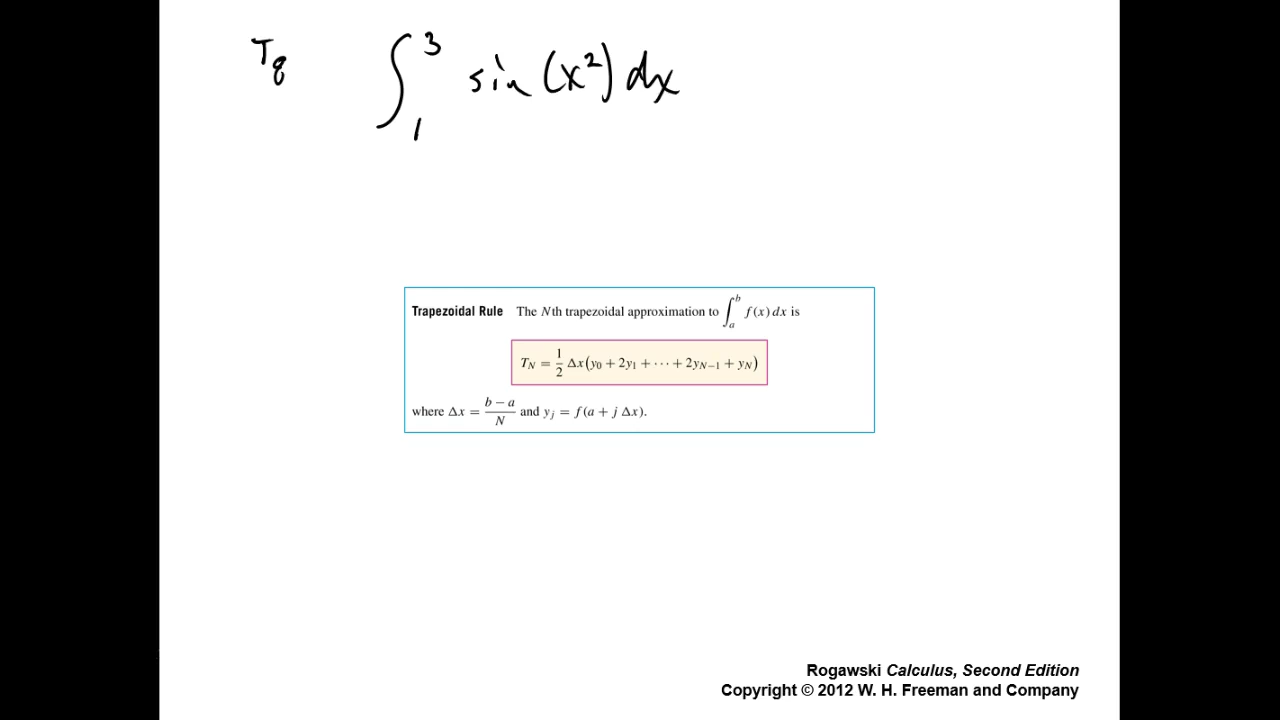 T₈ ∫₁³ sin(x²) dx
Trapezoidal Rule The Nth trapezoidal approximation to ∫ₐᵇ f(x) dx is
T_N = 1/2 Δx(y₀ + 2y₁ + ··· + 2y_{N−1} + y_N)
where Δx = (b − a)/N and y_j = f(a + j Δx).
Rogawski Calculus, Second Edition
Copyright © 2012 W. H. Freeman and Company